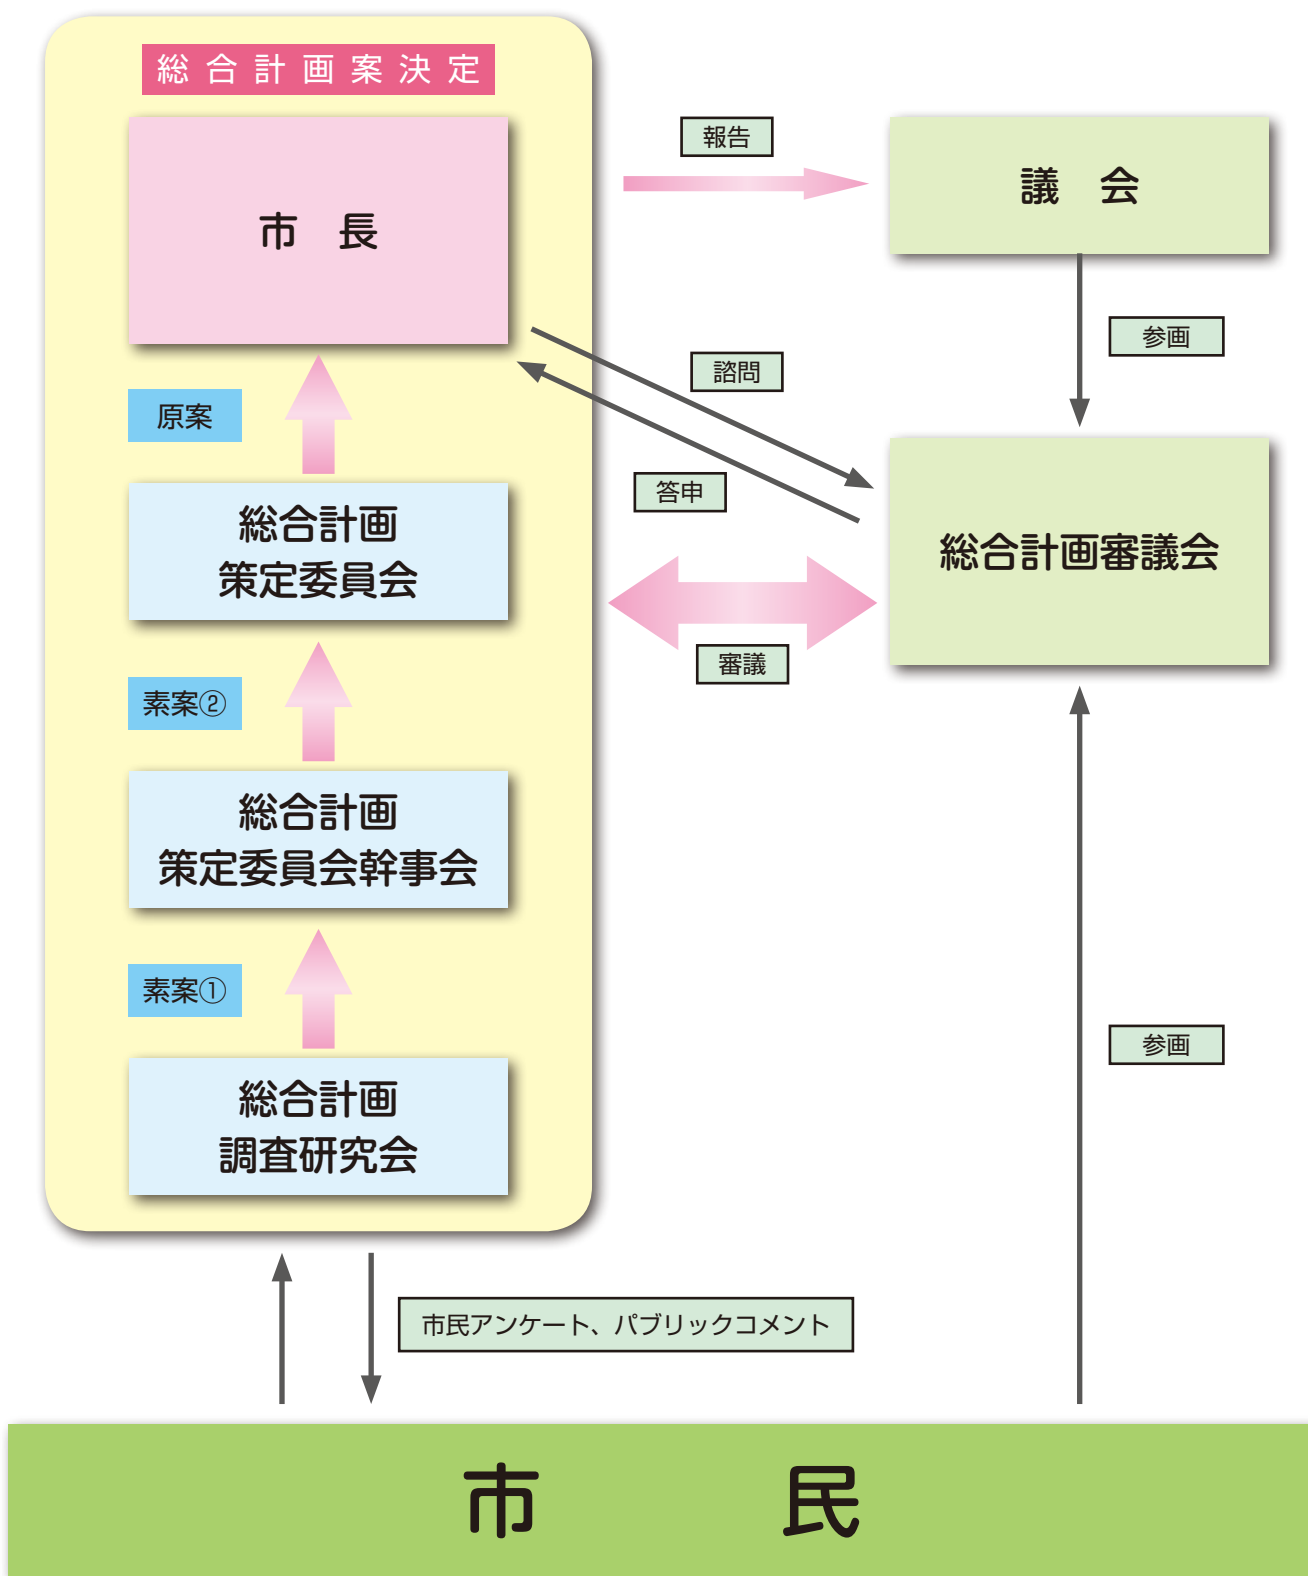 総合計画案決定
市　長
報告
議　会
参画
諮問
答申
原案
総合計画
策定委員会
総合計画審議会
審議
素案②
総合計画
策定委員会幹事会
素案①
参画
総合計画
調査研究会
市民アンケート、パブリックコメント
市　民